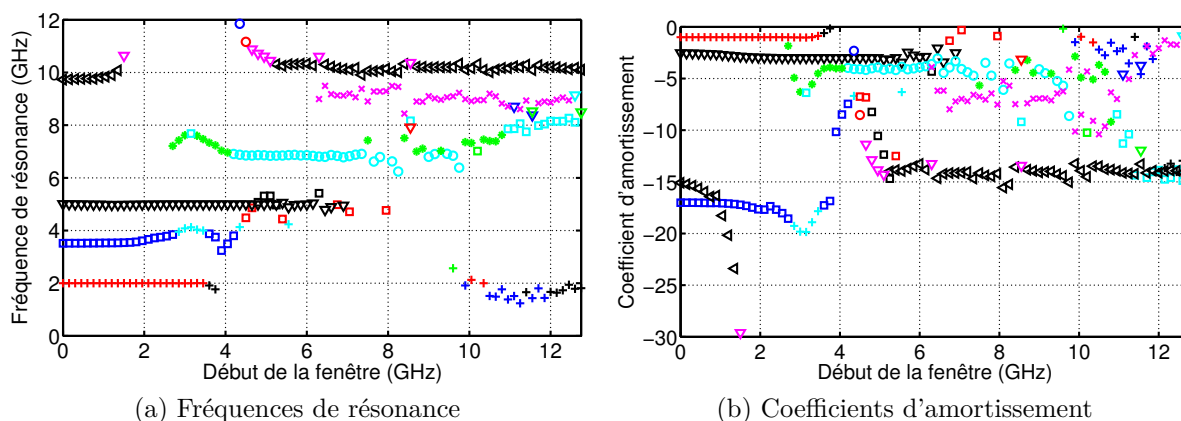 12
10
8
6
4
2
0
Fréquence de résonance (GHz)
0 2 4 6 8 10 12
Début de la fenêtre (GHz)
(a) Fréquences de résonance
0
−5
−10
−15
−20
−25
−30
Coefficient d'amortissement
0 2 4 6 8 10 12
Début de la fenêtre (GHz)
(b) Coefficients d'amortissement